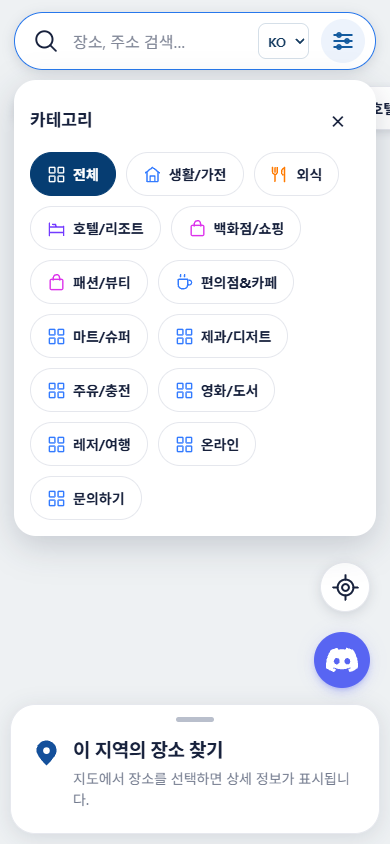 장소, 주소 검색...
KO
카테고리
전체
생활/가전
외식
호텔/리조트
백화점/쇼핑
패션/뷰티
편의점&카페
마트/슈퍼
제과/디저트
주유/충전
영화/도서
레저/여행
온라인
문의하기
이 지역의 장소 찾기
지도에서 장소를 선택하면 상세 정보가 표시됩니
다.